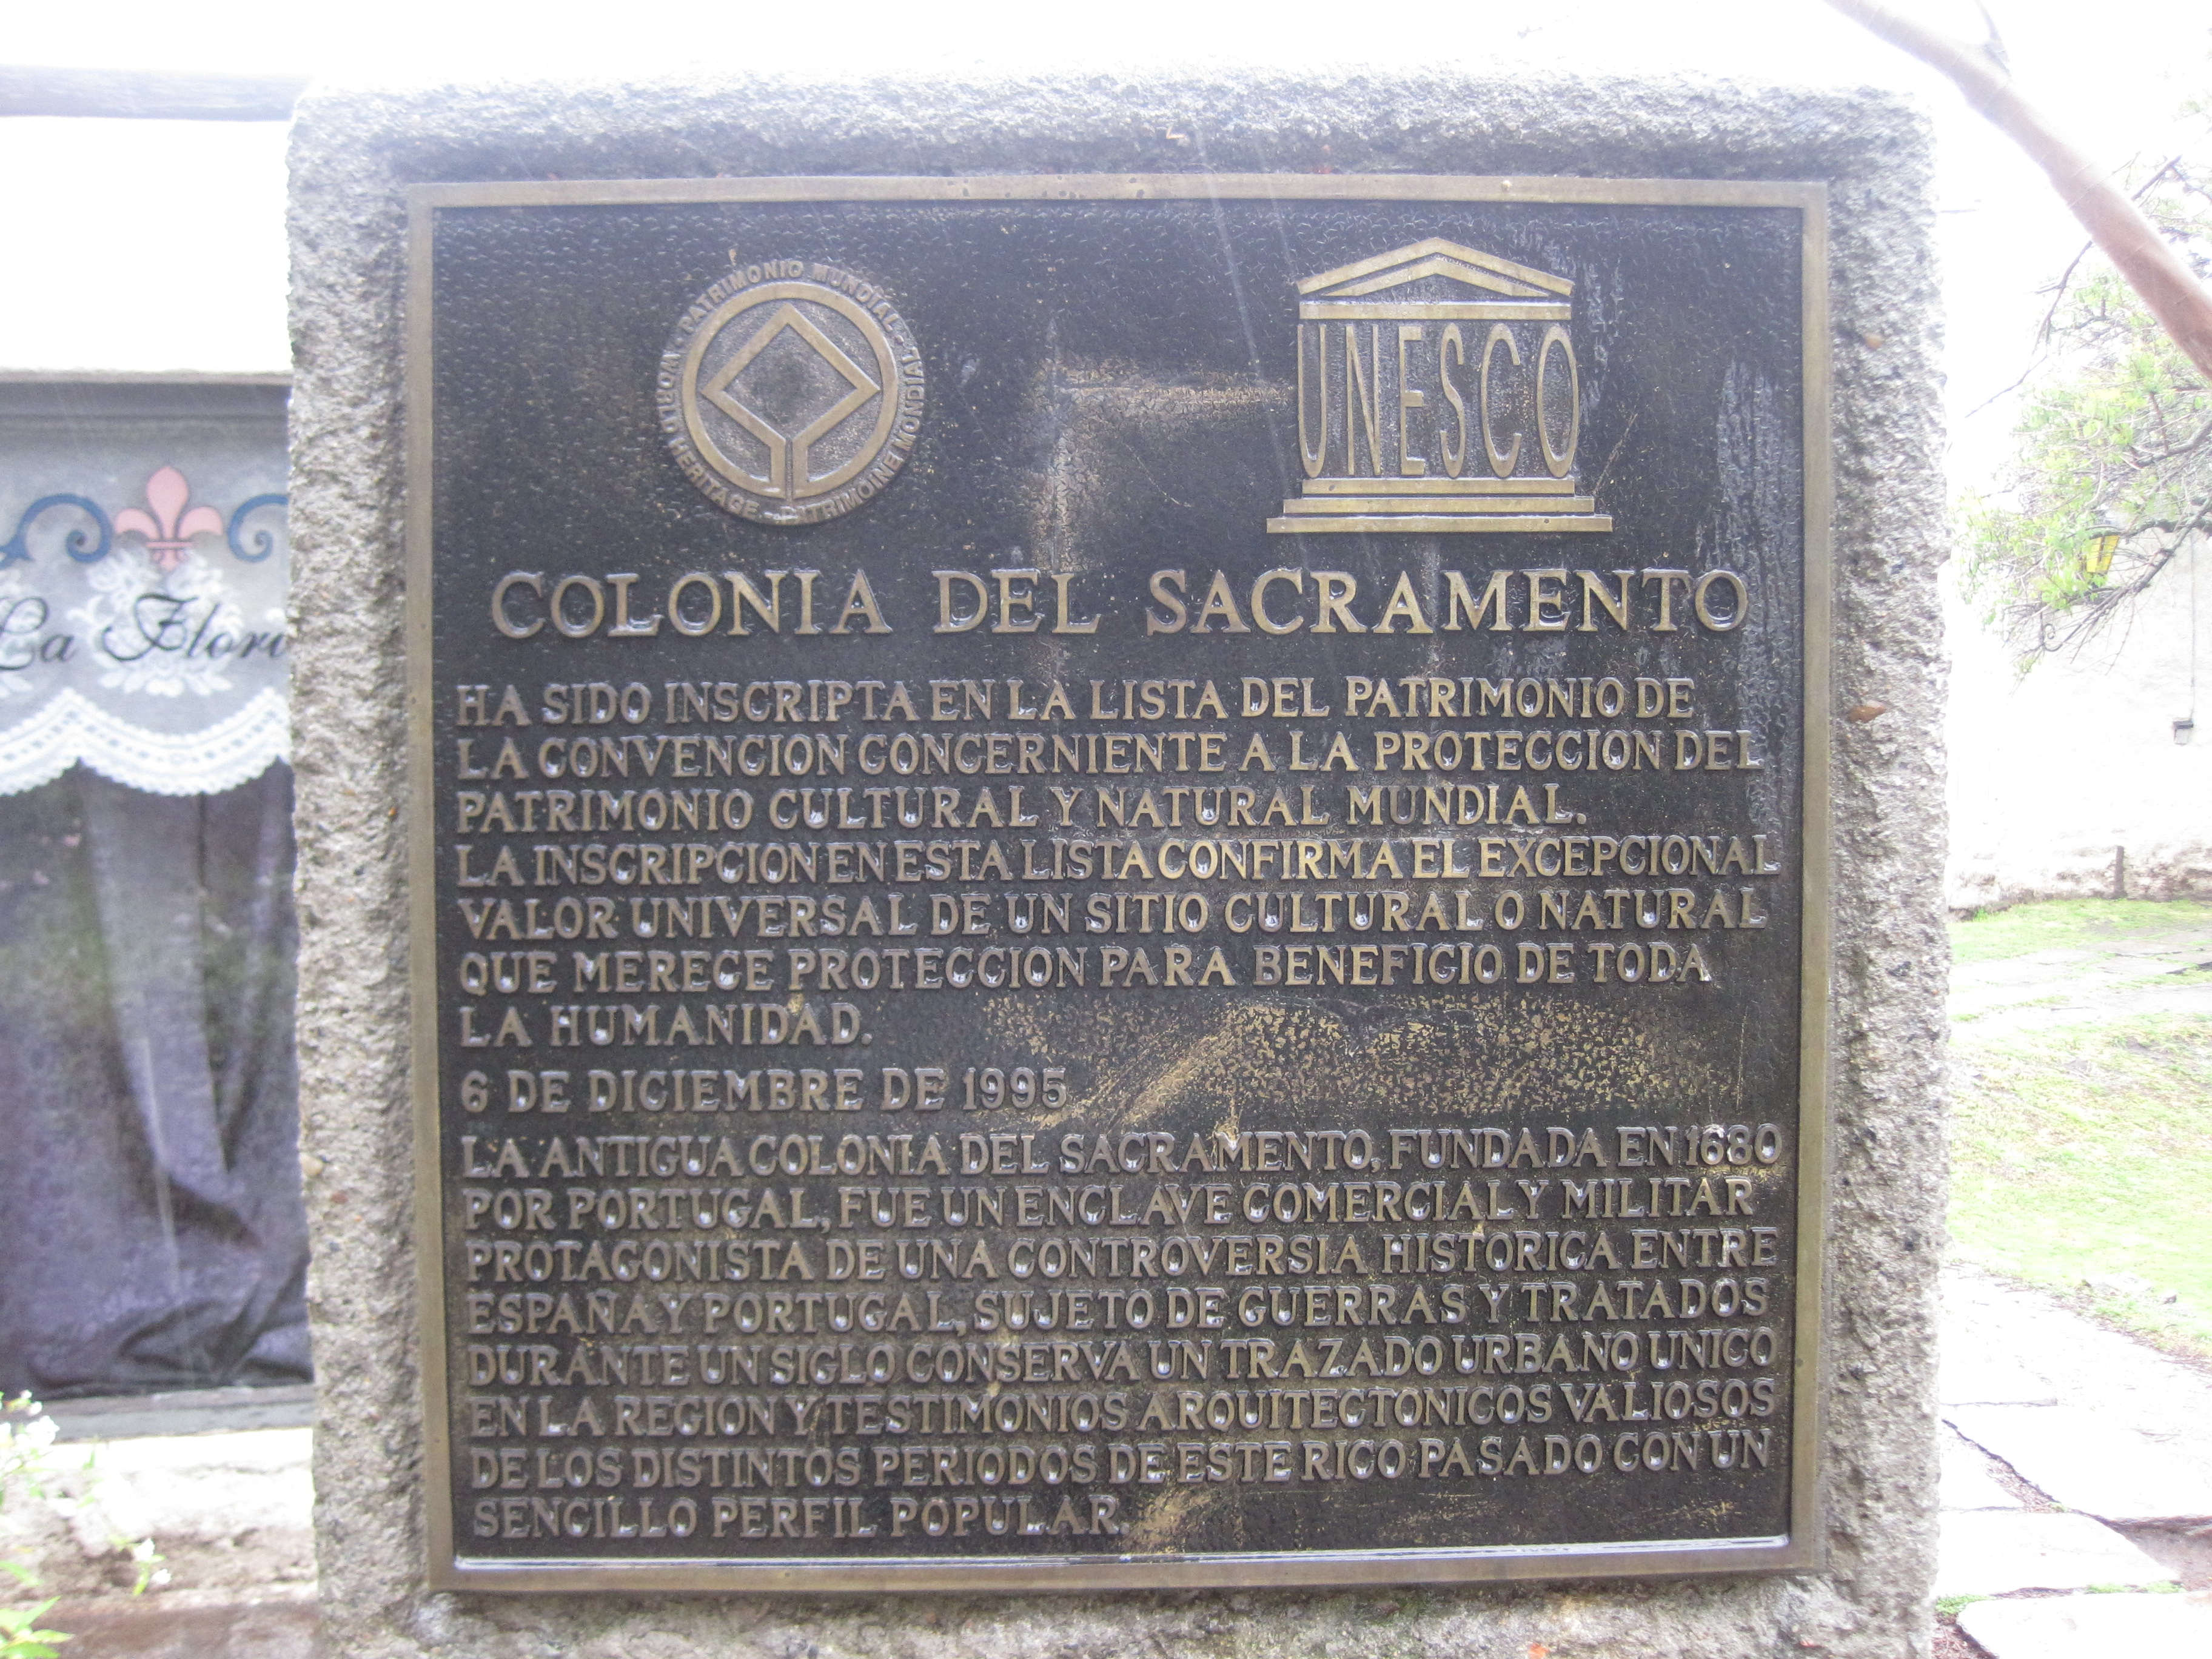 PATRIMONIO MUNDIAL · WORLD HERITAGE · PATRIMOINE MONDIAL ·
UNESCO
COLONIA DEL SACRAMENTO
HA SIDO INSCRIPTA EN LA LISTA DEL PATRIMONIO DE
LA CONVENCION CONCERNIENTE A LA PROTECCION DEL
PATRIMONIO CULTURAL Y NATURAL MUNDIAL.
LA INSCRIPCION EN ESTA LISTA CONFIRMA EL EXCEPCIONAL
VALOR UNIVERSAL DE UN SITIO CULTURAL O NATURAL
QUE MERECE PROTECCION PARA BENEFICIO DE TODA
LA HUMANIDAD.
6 DE DICIEMBRE DE 1995
LA ANTIGUA COLONIA DEL SACRAMENTO, FUNDADA EN 1680
POR PORTUGAL, FUE UN ENCLAVE COMERCIAL Y MILITAR
PROTAGONISTA DE UNA CONTROVERSIA HISTORICA ENTRE
ESPAÑA Y PORTUGAL, SUJETO DE GUERRAS Y TRATADOS
DURANTE UN SIGLO CONSERVA UN TRAZADO URBANO UNICO
EN LA REGION Y TESTIMONIOS ARQUITECTONICOS VALIOSOS
DE LOS DISTINTOS PERIODOS DE ESTE RICO PASADO CON UN
SENCILLO PERFIL POPULAR.
La